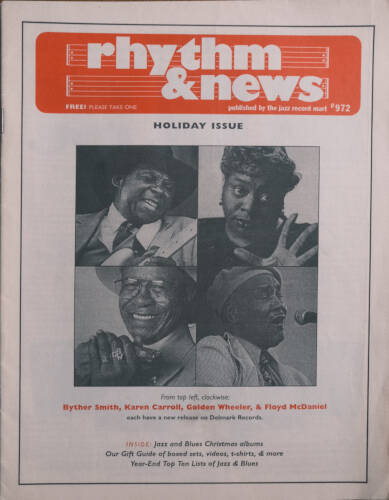 rhythm
& news
FREE! PLEASE TAKE ONE
published by the jazz record mart #972
HOLIDAY ISSUE
From top left, clockwise:
Byther Smith, Karen Carroll, Golden Wheeler, & Floyd McDaniel
each have a new release on Delmark Records.
INSIDE: Jazz and Blues Christmas albums
Our Gift Guide of boxed sets, videos, t-shirts, & more
Year-End Top Ten Lists of Jazz & Blues